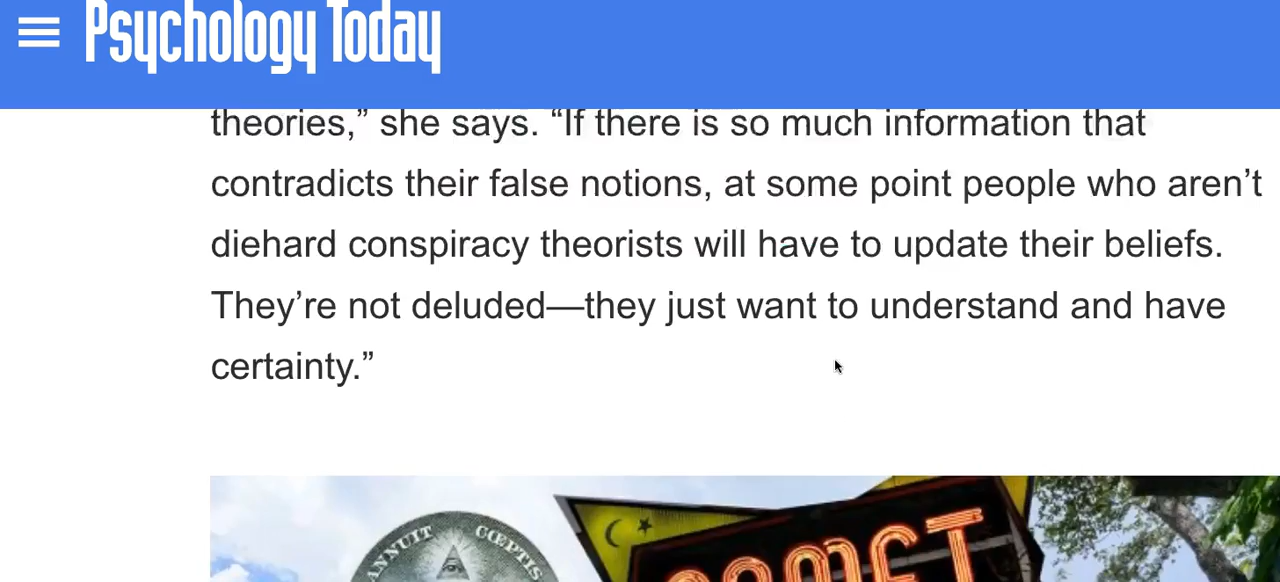 Psychology Today
theories,” she says. “If there is so much information that
contradicts their false notions, at some point people who aren’t
diehard conspiracy theorists will have to update their beliefs.
They’re not deluded—they just want to understand and have
certainty.”
ANNUIT CŒPTIS
COMET